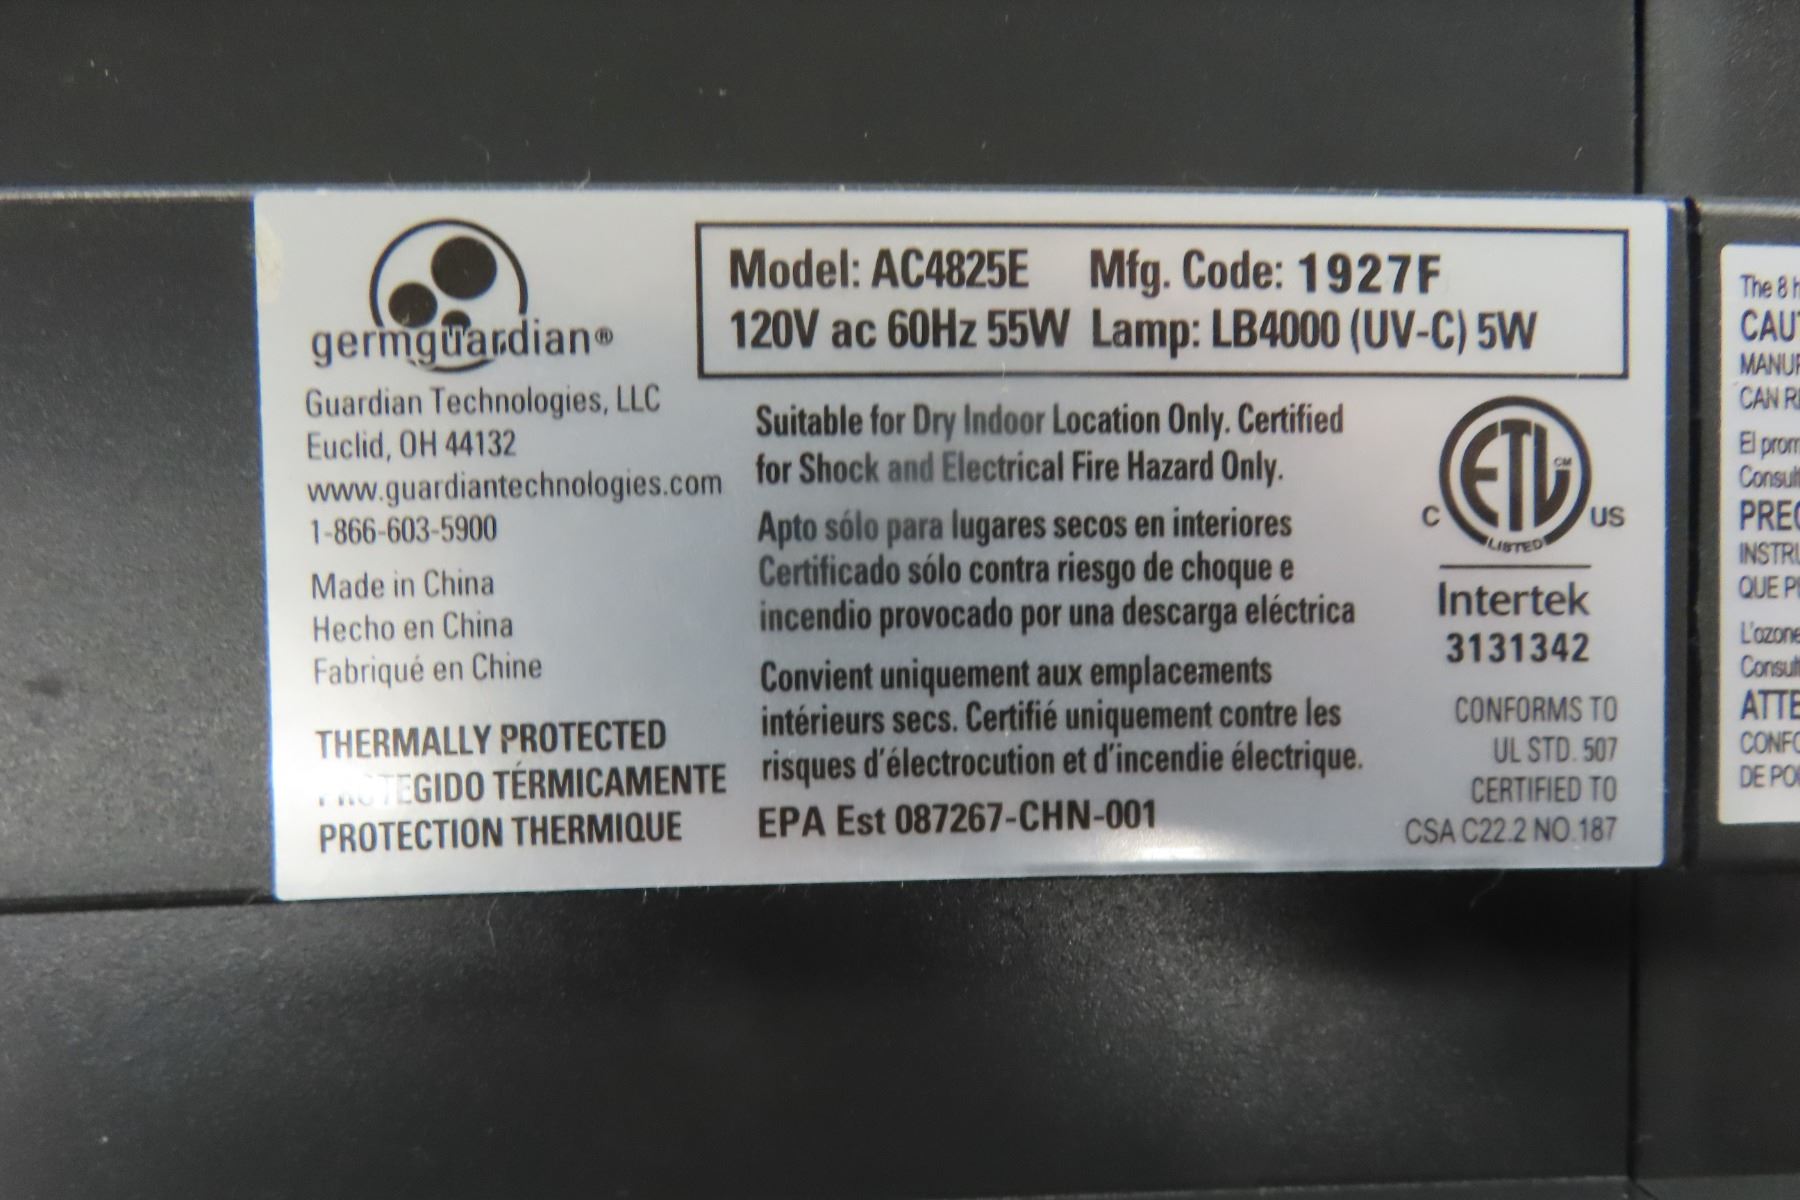 germguardian®
Guardian Technologies, LLC
Euclid, OH 44132
www.guardiantechnologies.com
1-866-603-5900
Made in China
Hecho en China
Fabriqué en Chine
THERMALLY PROTECTED
TÉRMICAMENTE
PROTECTION THERMIQUE
Model: AC4825E Mfg. Code: 1927F
120V ac 60Hz 55W Lamp: LB4000 (UV-C) 5W
Suitable for Dry Indoor Location Only. Certified
for Shock and Electrical Fire Hazard Only.
Apto sólo para lugares secos en interiores
Certificado sólo contra riesgo de choque e
incendio provocado por una descarga eléctrica
Convient uniquement aux emplacements
intérieurs secs. Certifié uniquement contre les
risques d'électrocution et d'incendie électrique.
EPA Est 087267-CHN-001
ETL CM
C US
LISTED
Intertek
3131342
CONFORMS TO
UL STD. 507
CERTIFIED TO
CSA C22.2 NO.187
The 8
L'ozone
DE